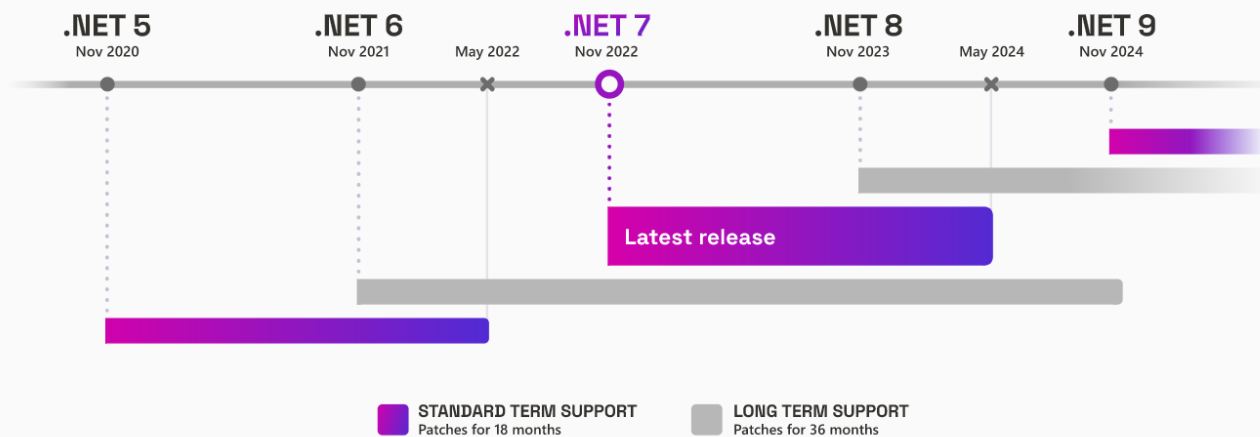 .NET 5
Nov 2020
.NET 6
Nov 2021
May 2022
.NET 7
Nov 2022
.NET 8
Nov 2023
May 2024
.NET 9
Nov 2024
Latest release
STANDARD TERM SUPPORT
Patches for 18 months
LONG TERM SUPPORT
Patches for 36 months